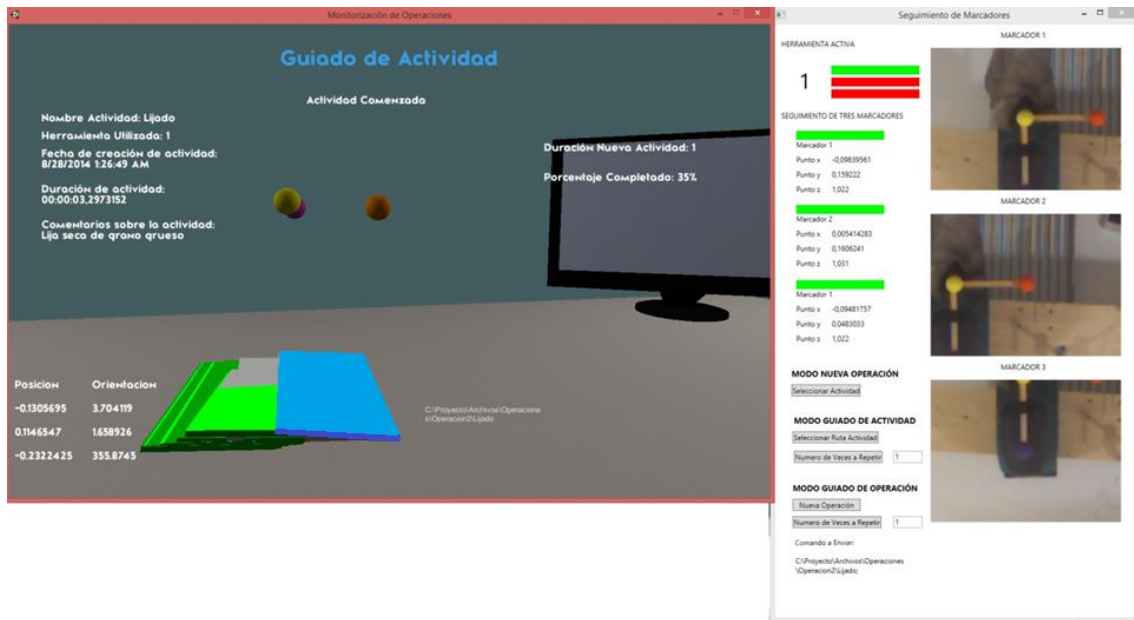 Monitorización de Operaciones
Guiado de Actividad
Actividad Comenzada
Nombre Actividad: Lijado
Herramienta Utilizada: 1
Fecha de creación de actividad:
8/28/2014 1:26:49 AM
Duración de actividad:
00:00:03,2973152
Comentarios sobre la actividad:
Lija seca de grano grueso
Duración Nueva Actividad: 1
Porcentaje Completado: 35%
Posicion Orientacion
-0.1305695 3.704119
0.1146547 1.658926
-0.2322425 355.8745
C:\Proyecto\Archivos\Operacione
s\Operacion2\Lijado
Seguimiento de Marcadores
HERRAMIENTA ACTIVA
1
SEGUIMIENTO DE TRES MARCADORES
Marcador 1
Punto x -0,09839561
Punto y 0,159222
Punto z 1,022
Marcador 2
Punto x 0,005414283
Punto y 0,1606241
Punto z 1,031
Marcador 1
Punto x -0,09481757
Punto y 0,0483033
Punto z 1,022
MODO NUEVA OPERACIÓN
Seleccionar Actividad
MODO GUIADO DE ACTIVIDAD
Seleccionar Ruta Actividad
Numero de Veces a Repetir 1
MODO GUIADO DE OPERACIÓN
Nueva Operación
Numero de Veces a Repetir 1
Comando a Enviar:
C:\Proyecto\Archivos\Operaciones
\Operacion2\Lijado;
MARCADOR 1
MARCADOR 2
MARCADOR 3